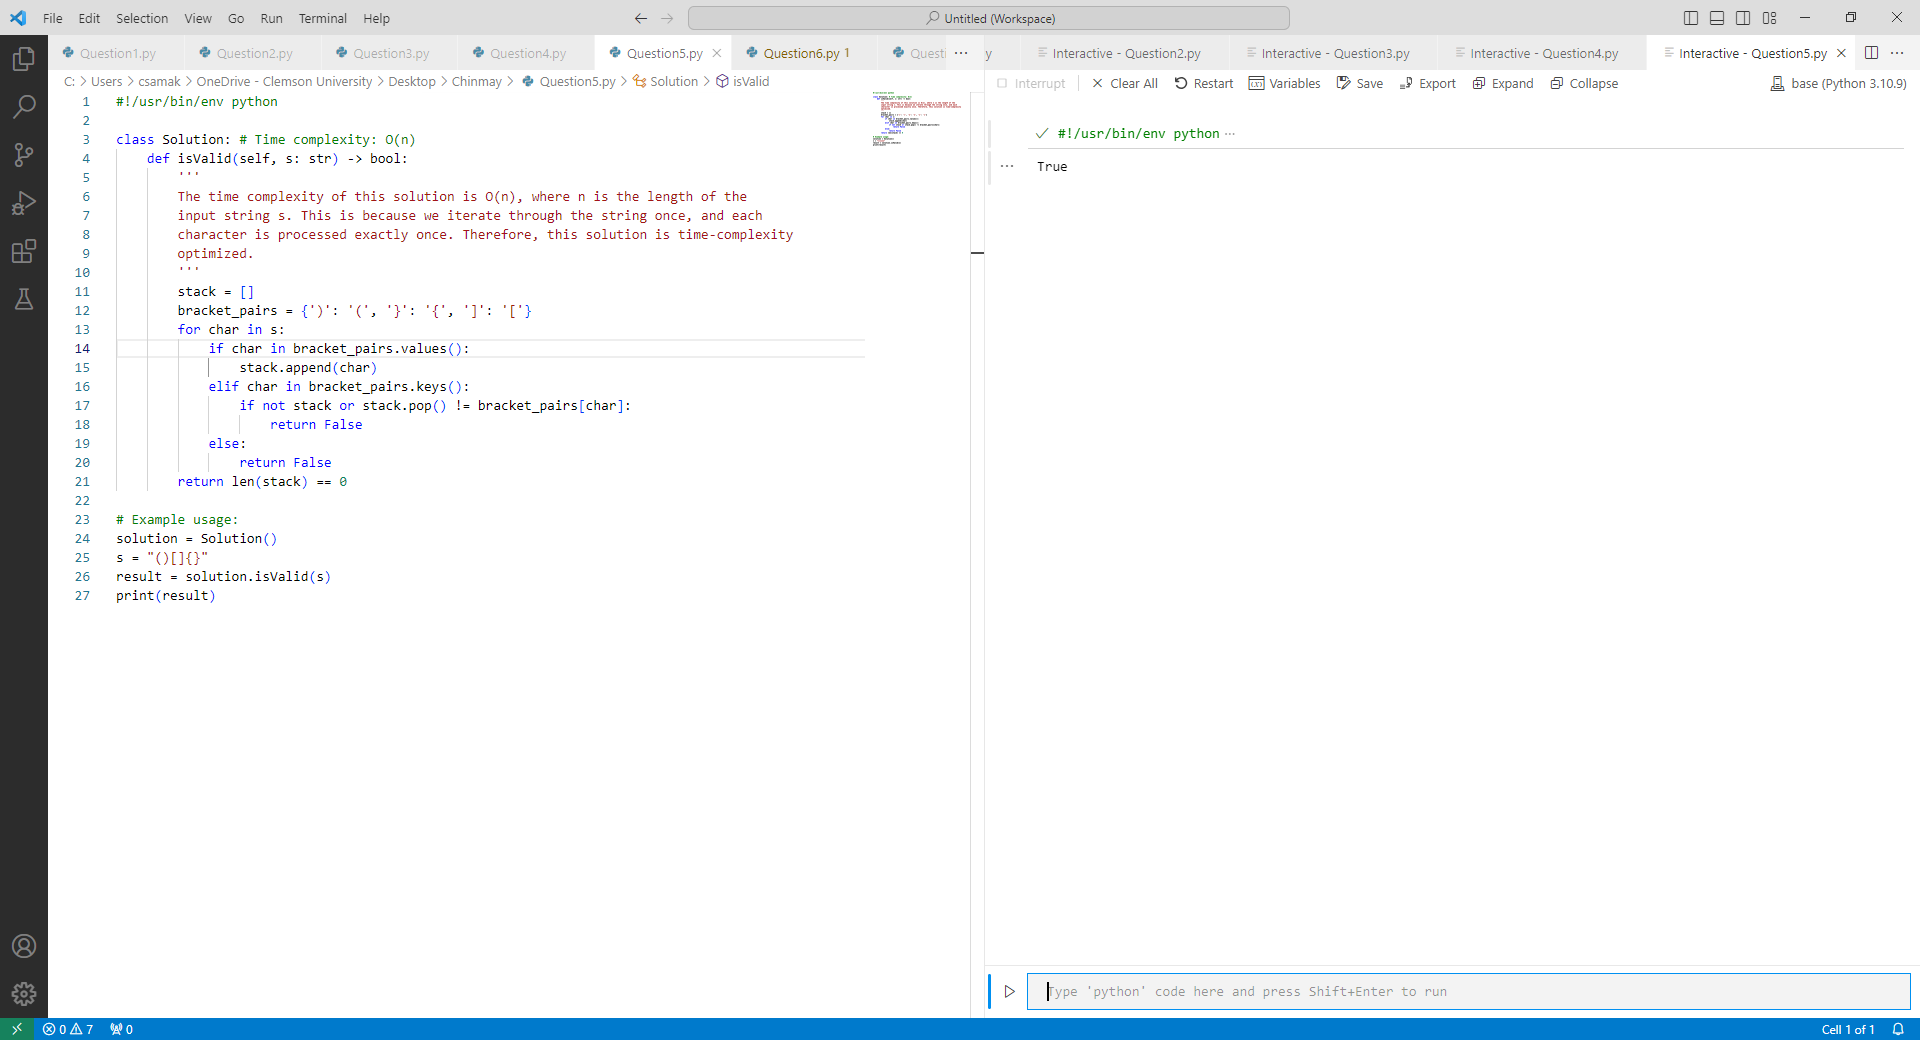 File Edit Selection View Go Run Terminal Help
Untitled (Workspace)
Question1.py Question2.py Question3.py Question4.py Question5.py Question6.py 1 Questi
y Interactive - Question2.py Interactive - Question3.py Interactive - Question4.py Interactive - Question5.py
C: > Users > csamak > OneDrive - Clemson University > Desktop > Chinmay > Question5.py > Solution > isValid
Interrupt Clear All Restart Variables Save Export Expand Collapse base (Python 3.10.9)
1 #!/usr/bin/env python
2
3 class Solution: # Time complexity: O(n)
4 def isValid(self, s: str) -> bool:
5 '''
6 The time complexity of this solution is O(n), where n is the length of the
7 input string s. This is because we iterate through the string once, and each
8 character is processed exactly once. Therefore, this solution is time-complexity
9 optimized.
10 '''
11 stack = []
12 bracket_pairs = {')': '(', '}': '{', ']': '['}
13 for char in s:
14 if char in bracket_pairs.values():
15 stack.append(char)
16 elif char in bracket_pairs.keys():
17 if not stack or stack.pop() != bracket_pairs[char]:
18 return False
19 else:
20 return False
21 return len(stack) == 0
22
23 # Example usage:
24 solution = Solution()
25 s = "()[]{}"
26 result = solution.isValid(s)
27 print(result)
#!/usr/bin/env python ···
··· True
Type 'python' code here and press Shift+Enter to run
0 7 0
Cell 1 of 1